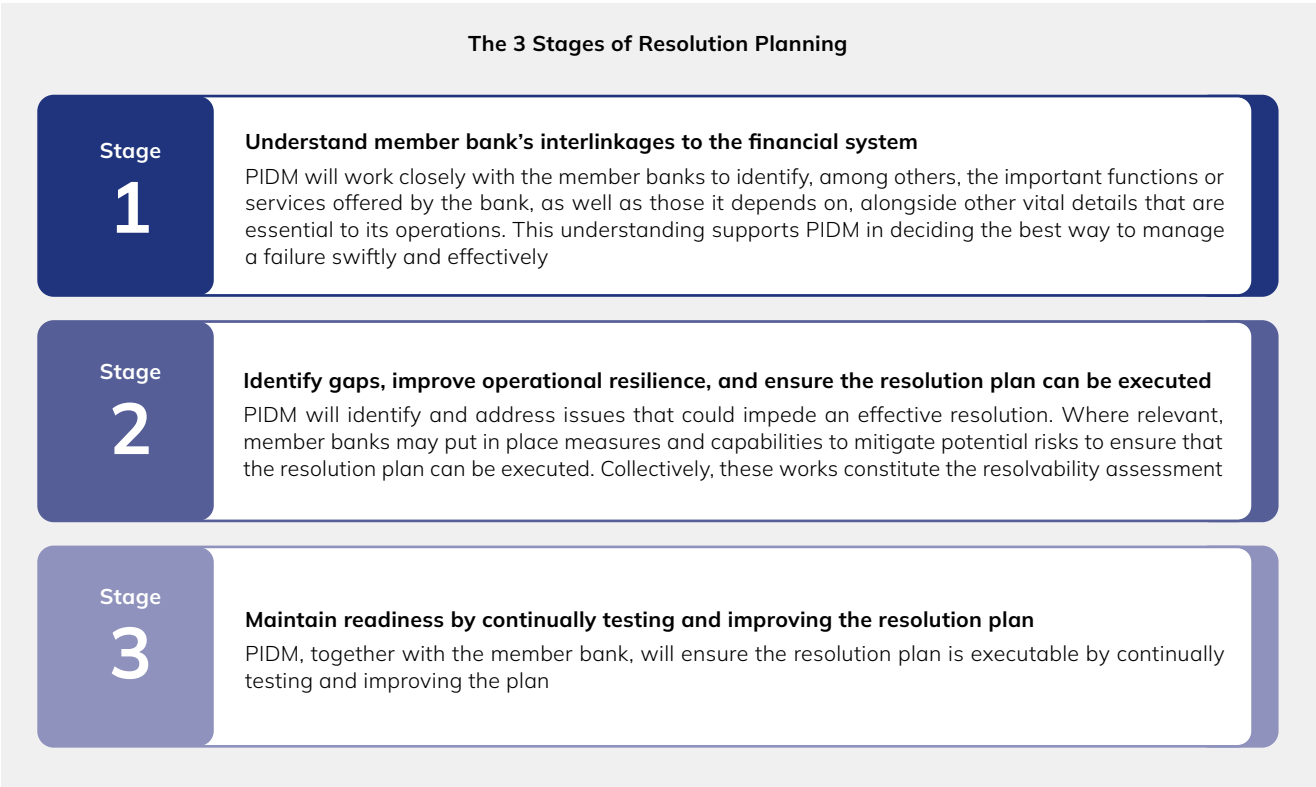 The 3 Stages of Resolution Planning
Stage
1
Understand member bank’s interlinkages to the financial system
PIDM will work closely with the member banks to identify, among others, the important functions or
services offered by the bank, as well as those it depends on, alongside other vital details that are
essential to its operations. This understanding supports PIDM in deciding the best way to manage
a failure swiftly and effectively
Stage
2
Identify gaps, improve operational resilience, and ensure the resolution plan can be executed
PIDM will identify and address issues that could impede an effective resolution. Where relevant,
member banks may put in place measures and capabilities to mitigate potential risks to ensure that
the resolution plan can be executed. Collectively, these works constitute the resolvability assessment
Stage
3
Maintain readiness by continually testing and improving the resolution plan
PIDM, together with the member bank, will ensure the resolution plan is executable by continually
testing and improving the plan